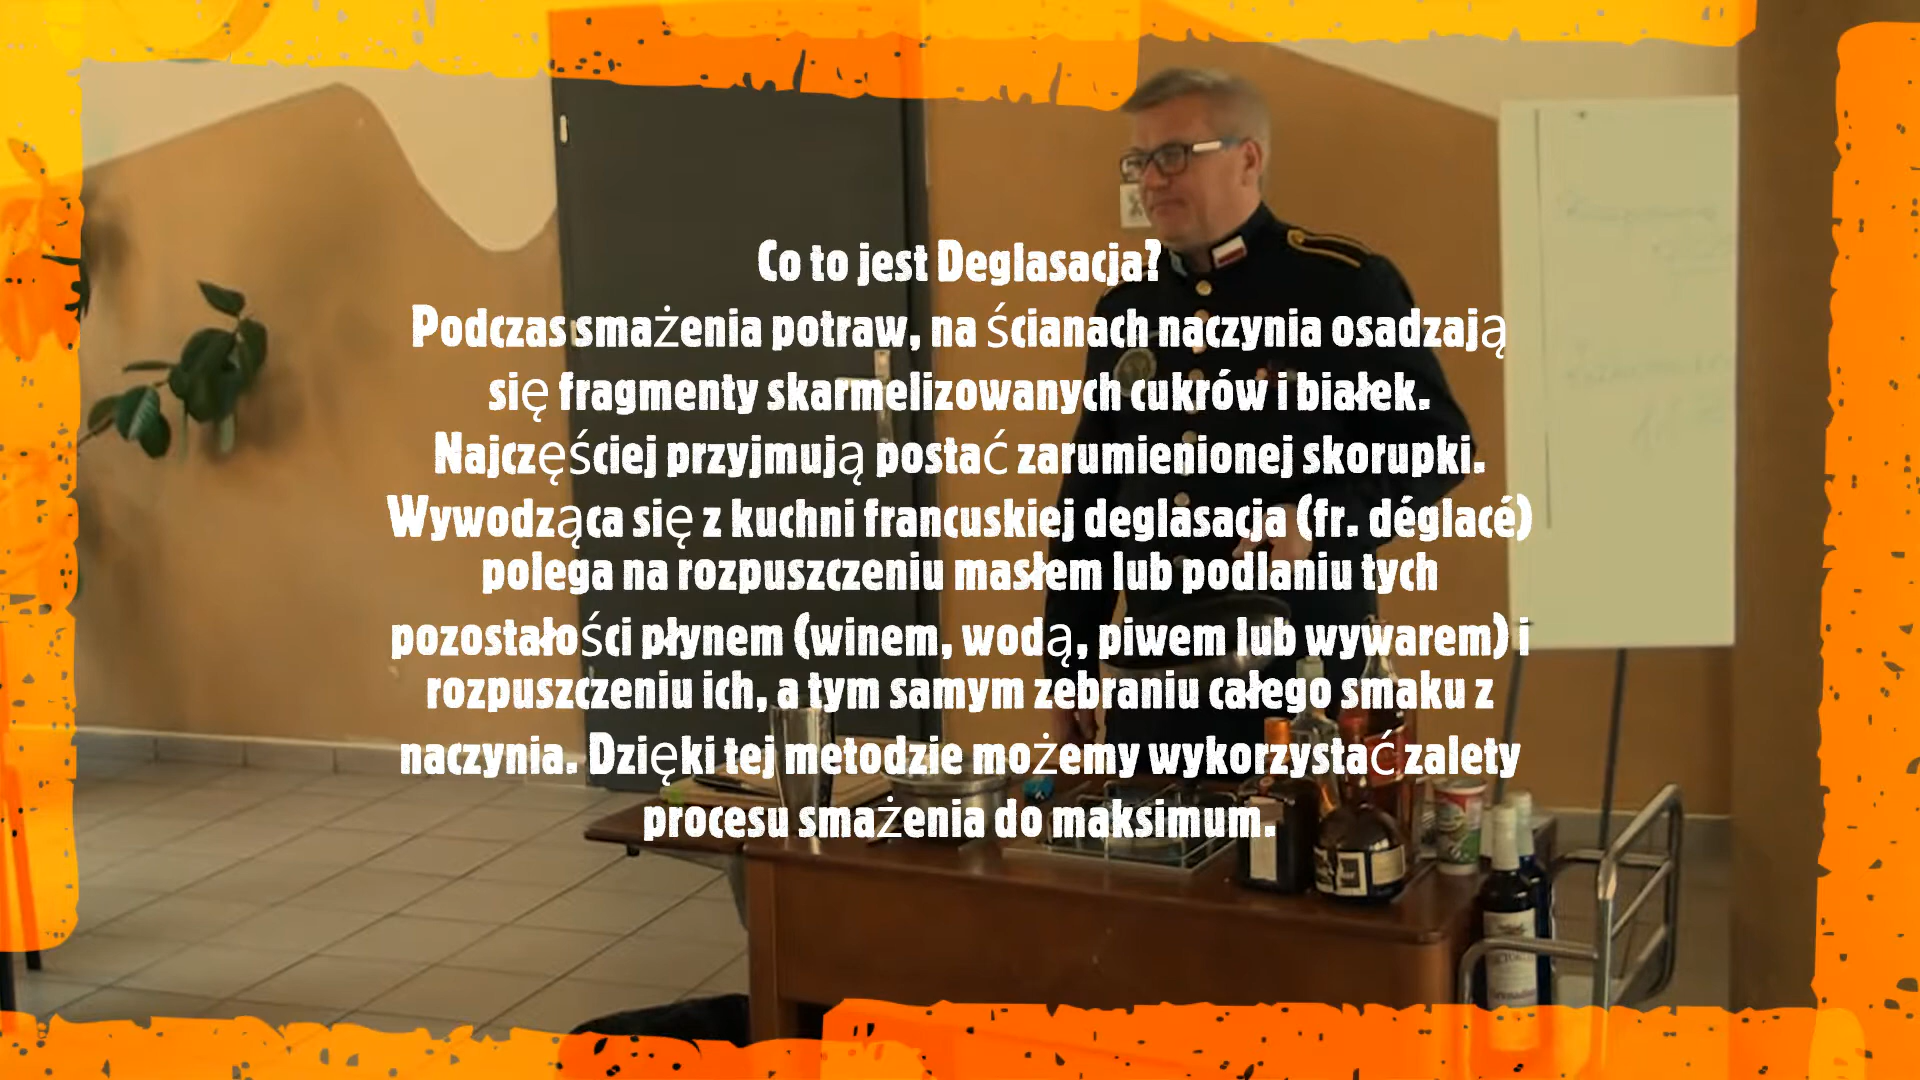 Co to jest Deglasacja?
Podczas smażenia potraw, na ścianach naczynia osadzają
się fragmenty skarmelizowanych cukrów i białek.
Najczęściej przyjmują postać zarumienionej skorupki.
Wywodząca się z kuchni francuskiej deglasacja (fr. déglacé)
polega na rozpuszczeniu masłem lub podlaniu tych
pozostałości płynem (winem, wodą, piwem lub wywarem) i
rozpuszczeniu ich, a tym samym zebraniu całego smaku z
naczynia. Dzięki tej metodzie możemy wykorzystać zalety
procesu smażenia do maksimum.